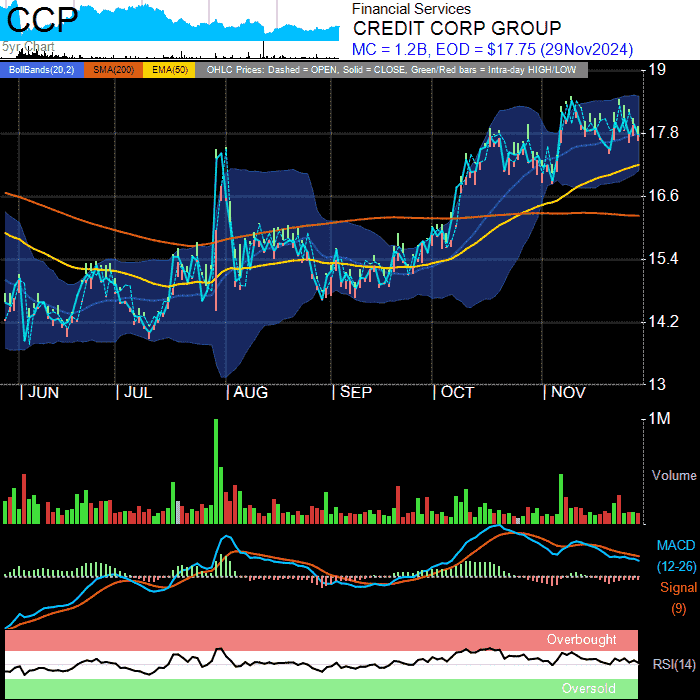 CCP
5yr Chart
Financial Services
CREDIT CORP GROUP
MC = 1.2B, EOD = $17.75 (29Nov2024)
BollBands(20,2) SMA(200) EMA(50) OHLC Prices: Dashed = OPEN, Solid = CLOSE, Green/Red bars = Intra-day HIGH/LOW
19
17.8
16.6
15.4
14.2
13
| JUN | JUL | AUG | SEP | OCT | NOV
1M
Volume
MACD
(12-26)
Signal
(9)
Overbought
RSI(14)
Oversold